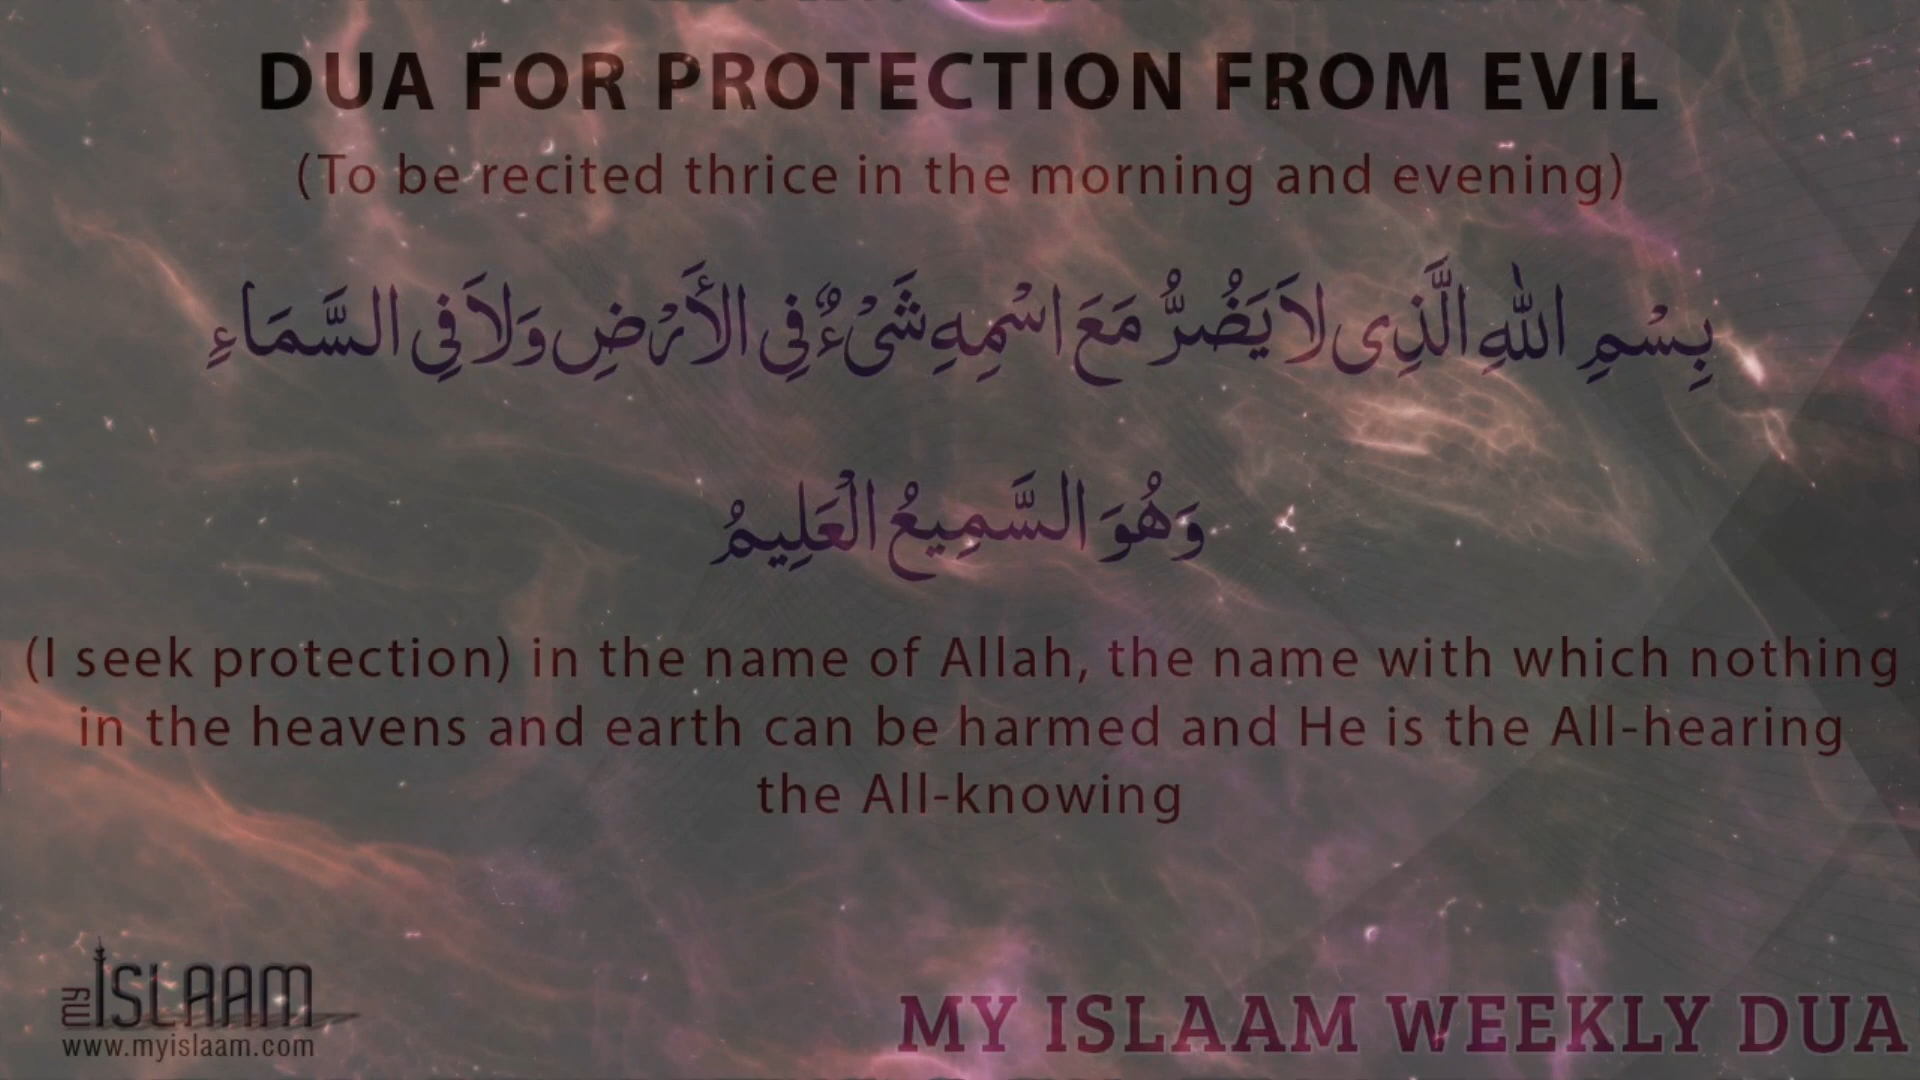 DUA FOR PROTECTION FROM EVIL
(To be recited thrice in the morning and evening)
بِسْمِ اللهِ الَّذِى لاَ يَضُرُّ مَعَ اسْمِهِ شَىْءٌ فِى الأَرْضِ وَلاَ فِى السَّمَاءِ
وَهُوَ السَّمِيعُ الْعَلِيمُ
(I seek protection) in the name of Allah, the name with which nothing
in the heavens and earth can be harmed and He is the All-hearing
the All-knowing
my ISLAAM
www.myislaam.com
MY ISLAAM WEEKLY DUA